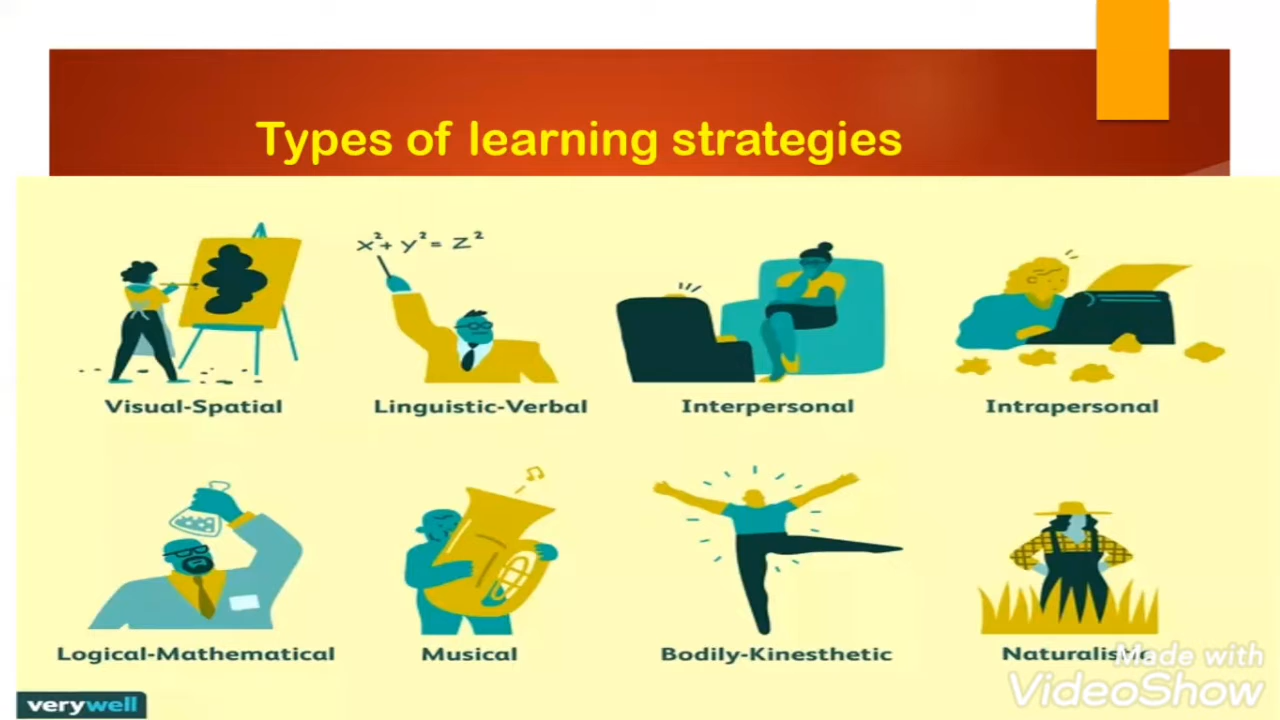 Types of learning strategies
x² + y² = z²
Visual-Spatial
Linguistic-Verbal
Interpersonal
Intrapersonal
Logical-Mathematical
Musical
Bodily-Kinesthetic
Naturalistic
Made with
VideoShow
verywell